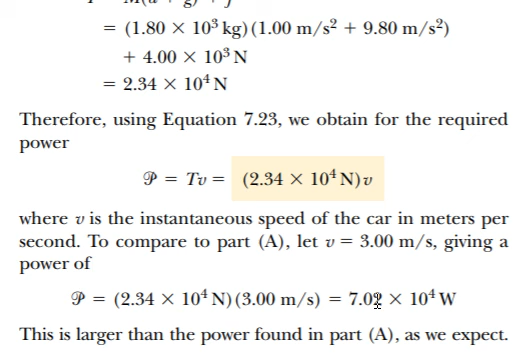 = (1.80 × 10³ kg)(1.00 m/s² + 9.80 m/s²)
+ 4.00 × 10³ N
= 2.34 × 10⁴ N
Therefore, using Equation 7.23, we obtain for the required
power
𝒫 = Tv = (2.34 × 10⁴ N)v
where v is the instantaneous speed of the car in meters per
second. To compare to part (A), let v = 3.00 m/s, giving a
power of
𝒫 = (2.34 × 10⁴ N)(3.00 m/s) = 7.02 × 10⁴ W
This is larger than the power found in part (A), as we expect.